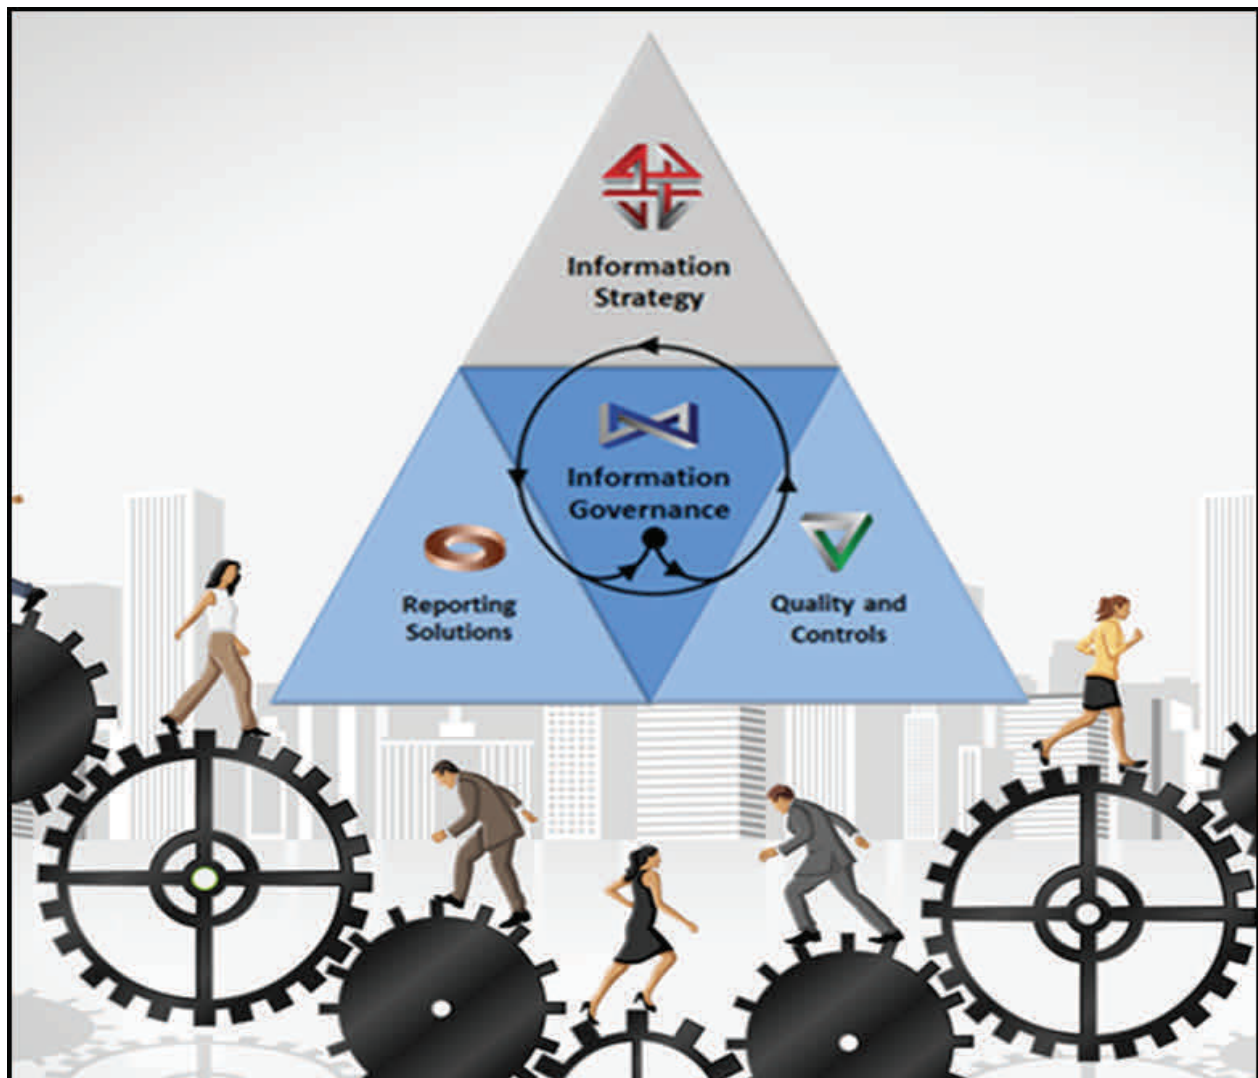 Information
Strategy
Information
Governance
Reporting
Solutions
Quality and
Controls